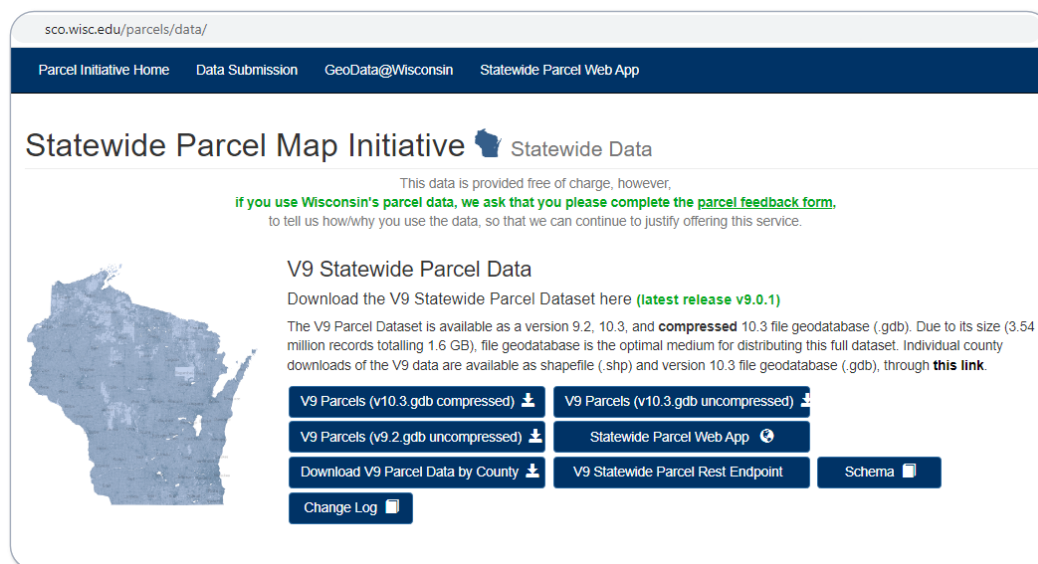 sco.wisc.edu/parcels/data/
Parcel Initiative Home Data Submission GeoData@Wisconsin Statewide Parcel Web App
Statewide Parcel Map Initiative Statewide Data
This data is provided free of charge, however,
if you use Wisconsin's parcel data, we ask that you please complete the parcel feedback form,
to tell us how/why you use the data, so that we can continue to justify offering this service.
V9 Statewide Parcel Data
Download the V9 Statewide Parcel Dataset here (latest release v9.0.1)
The V9 Parcel Dataset is available as a version 9.2, 10.3, and compressed 10.3 file geodatabase (.gdb). Due to its size (3.54
million records totalling 1.6 GB), file geodatabase is the optimal medium for distributing this full dataset. Individual county
downloads of the V9 data are available as shapefile (.shp) and version 10.3 file geodatabase (.gdb), through this link.
V9 Parcels (v10.3.gdb compressed) V9 Parcels (v10.3.gdb uncompressed)
V9 Parcels (v9.2.gdb uncompressed) Statewide Parcel Web App
Download V9 Parcel Data by County V9 Statewide Parcel Rest Endpoint Schema
Change Log